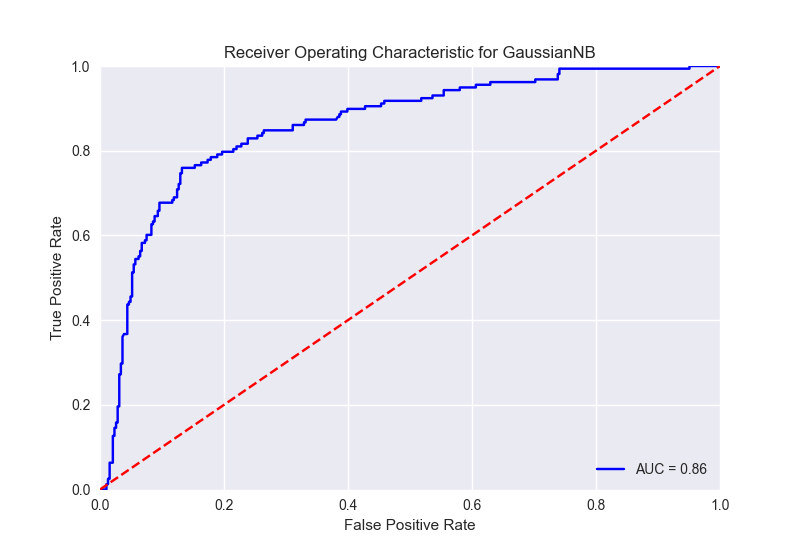 Receiver Operating Characteristic for GaussianNB
1.0
0.8
0.6
0.4
0.2
0.0
True Positive Rate
0.0 0.2 0.4 0.6 0.8 1.0
False Positive Rate
AUC = 0.86